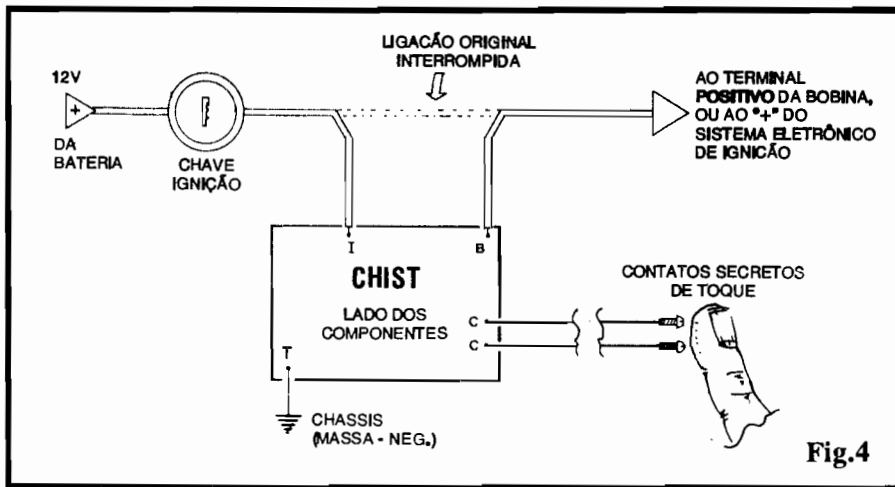 LIGACÃO ORIGINAL
INTERROMPIDA
12V
+
DA
BATERIA
CHAVE
IGNIÇÃO
AO TERMINAL
POSITIVO DA BOBINA,
OU AO "+" DO
SISTEMA ELETRÔNICO
DE IGNICÃO
I
B
CHIST
LADO DOS
COMPONENTES
C
C
T
CONTATOS SECRETOS
DE TOQUE
CHASSIS
(MASSA - NEG.)
Fig.4